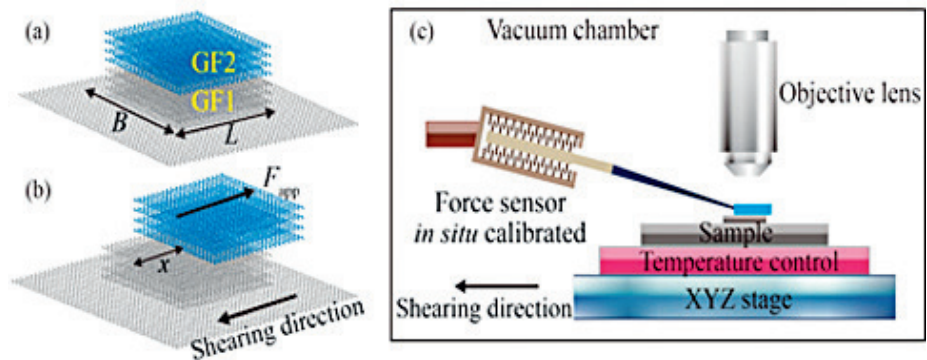 (a)
GF2
GF1
B
L
(b)
F app
x
Shearing direction
(c)
Vacuum chamber
Objective lens
Force sensor
in situ calibrated
Sample
Temperature control
XYZ stage
Shearing direction